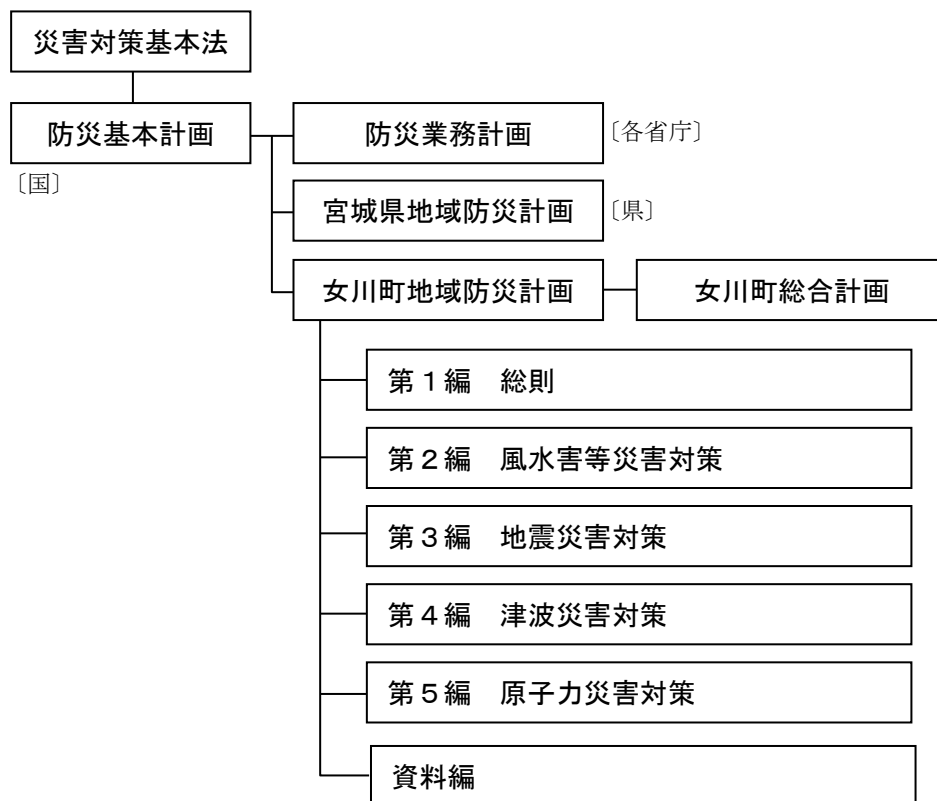 災害対策基本法
防災基本計画
〔国〕
防災業務計画
〔各省庁〕
宮城県地域防災計画
〔県〕
女川町地域防災計画
女川町総合計画
第１編　総則
第２編　風水害等災害対策
第３編　地震災害対策
第４編　津波災害対策
第５編　原子力災害対策
資料編